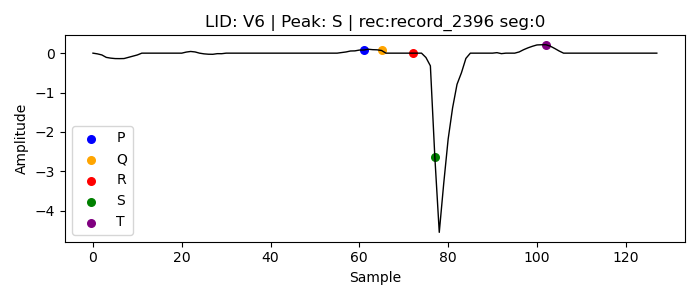 LID: V6 | Peak: S | rec:record_2396 seg:0
Amplitude
0
−1
−2
−3
−4
P
Q
R
S
T
0
20
40
60
80
100
120
Sample